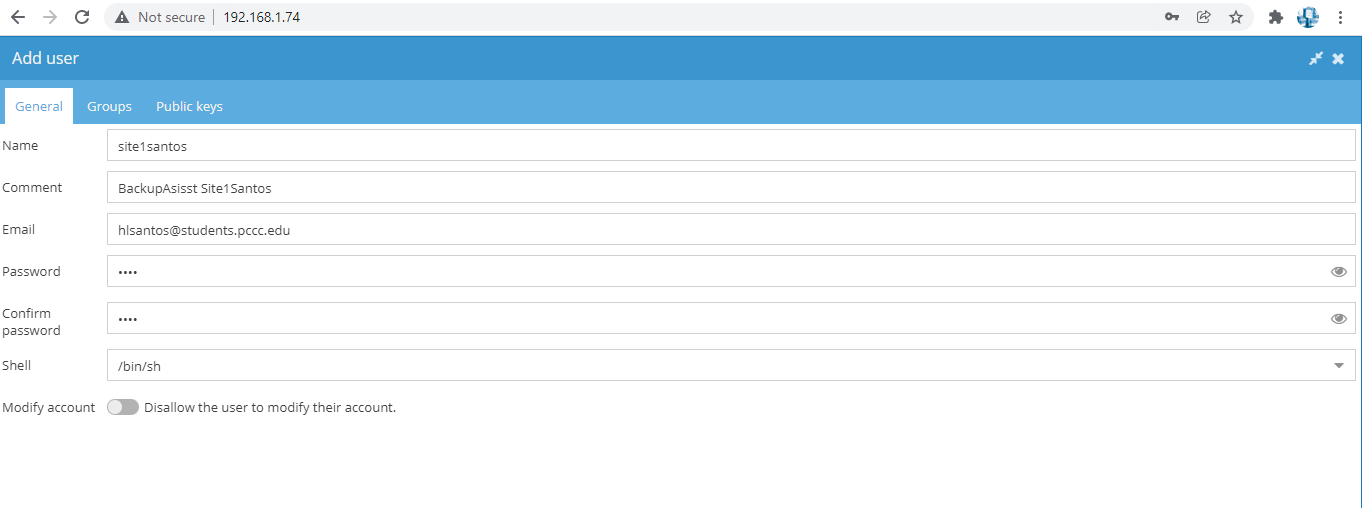 Not secure 192.168.1.74
Add user
General Groups Public keys
Name site1santos
Comment BackupAsisst Site1Santos
Email hlsantos@students.pccc.edu
Password ••••
Confirm
password ••••
Shell /bin/sh
Modify account Disallow the user to modify their account.